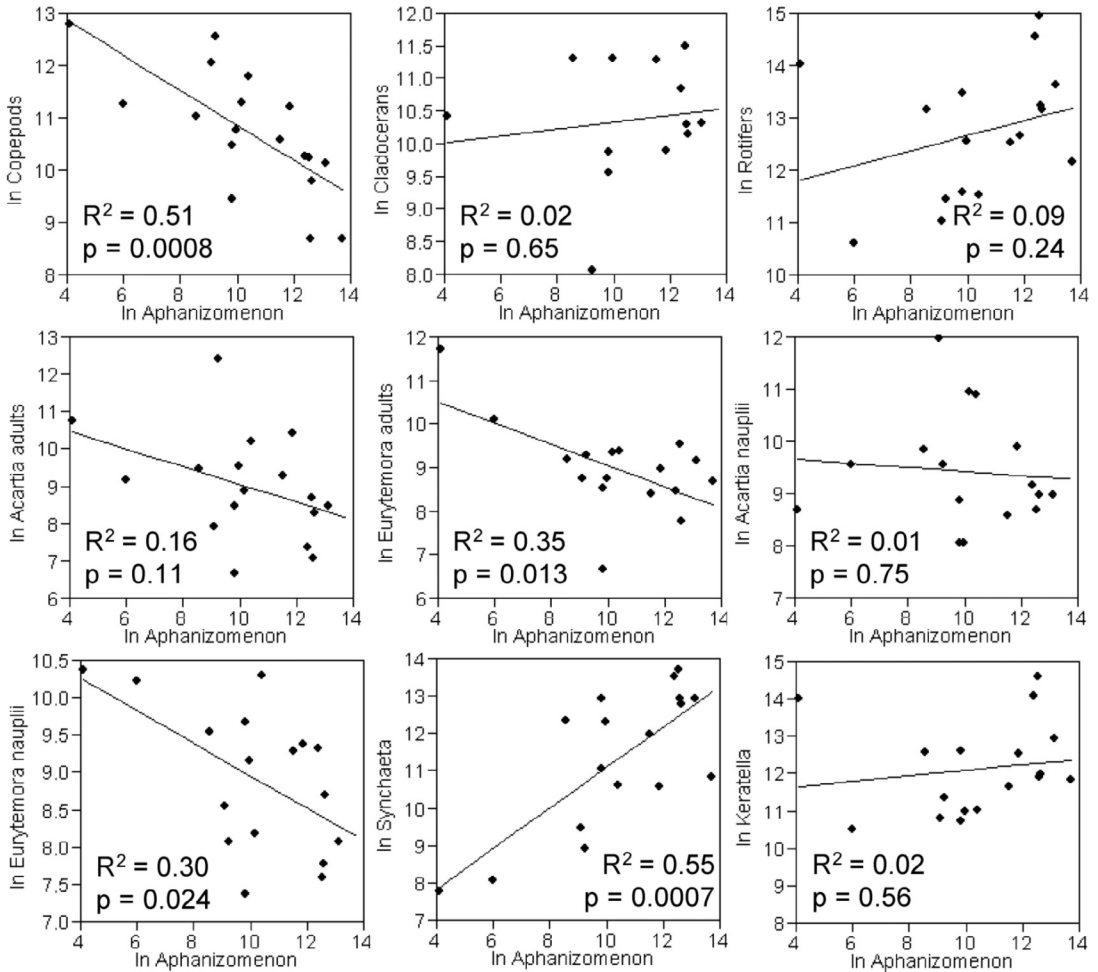 13
12
11
10
9
8
ln Copepods
R² = 0.51
p = 0.0008
4 6 8 10 12 14
ln Aphanizomenon
12.0
11.5
11.0
10.5
10.0
9.5
9.0
8.5
8.0
ln Cladocerans
R² = 0.02
p = 0.65
4 6 8 10 12 14
ln Aphanizomenon
15
14
13
12
11
10
ln Rotifers
R² = 0.09
p = 0.24
4 6 8 10 12 14
ln Aphanizomenon
13
12
11
10
9
8
7
6
ln Acartia adults
R² = 0.16
p = 0.11
4 6 8 10 12 14
ln Aphanizomenon
12
11
10
9
8
7
6
ln Eurytemora adults
R² = 0.35
p = 0.013
4 6 8 10 12 14
ln Aphanizomenon
12
11
10
9
8
7
ln Acartia nauplii
R² = 0.01
p = 0.75
4 6 8 10 12 14
ln Aphanizomenon
10.5
10.0
9.5
9.0
8.5
8.0
7.5
7.0
ln Eurytemora nauplii
R² = 0.30
p = 0.024
4 6 8 10 12 14
ln Aphanizomenon
14
13
12
11
10
9
8
7
ln Synchaeta
R² = 0.55
p = 0.0007
4 6 8 10 12 14
ln Aphanizomenon
15
14
13
12
11
10
9
8
ln Keratella
R² = 0.02
p = 0.56
4 6 8 10 12 14
ln Aphanizomenon